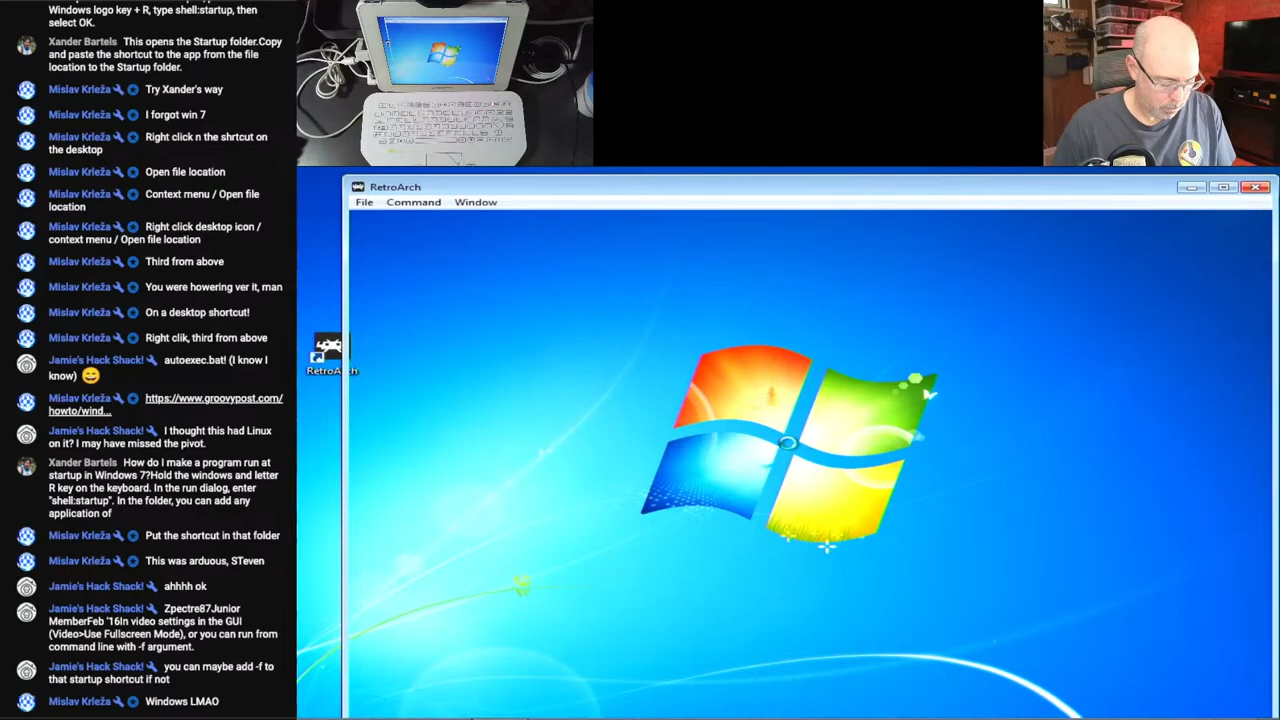 Windows logo key + R, type shell:startup, then
select OK.
Xander Bartels This opens the Startup folder.Copy
and paste the shortcut to the app from the file
location to the Startup folder.
Mislav Krleža Try Xander's way
Mislav Krleža I forgot win 7
Mislav Krleža Right click n the shrtcut on
the desktop
Mislav Krleža Open file location
Mislav Krleža Context menu / Open file
location
Mislav Krleža Right click desktop icon /
context menu / Open file location
Mislav Krleža Third from above
Mislav Krleža You were howering ver it, man
Mislav Krleža On a desktop shortcut!
Mislav Krleža Right clik, third from above
Jamie's Hack Shack! autoexec.bat! (I know I
know) 😄
Mislav Krleža https://www.groovypost.com/
howto/wind...
Jamie's Hack Shack! I thought this had Linux
on it? I may have missed the pivot.
Xander Bartels How do I make a program run at
startup in Windows 7?Hold the windows and letter
R key on the keyboard. In the run dialog, enter
"shell:startup". In the folder, you can add any
application of
Mislav Krleža Put the shortcut in that folder
Mislav Krleža This was arduous, STeven
Jamie's Hack Shack! ahhhh ok
Jamie's Hack Shack! Zpectre87Junior
MemberFeb '16In video settings in the GUI
(Video>Use Fullscreen Mode), or you can run from
command line with -f argument.
Jamie's Hack Shack! you can maybe add -f to
that startup shortcut if not
Mislav Krleža Windows LMAO
RetroArch
File Command Window
RetroArch